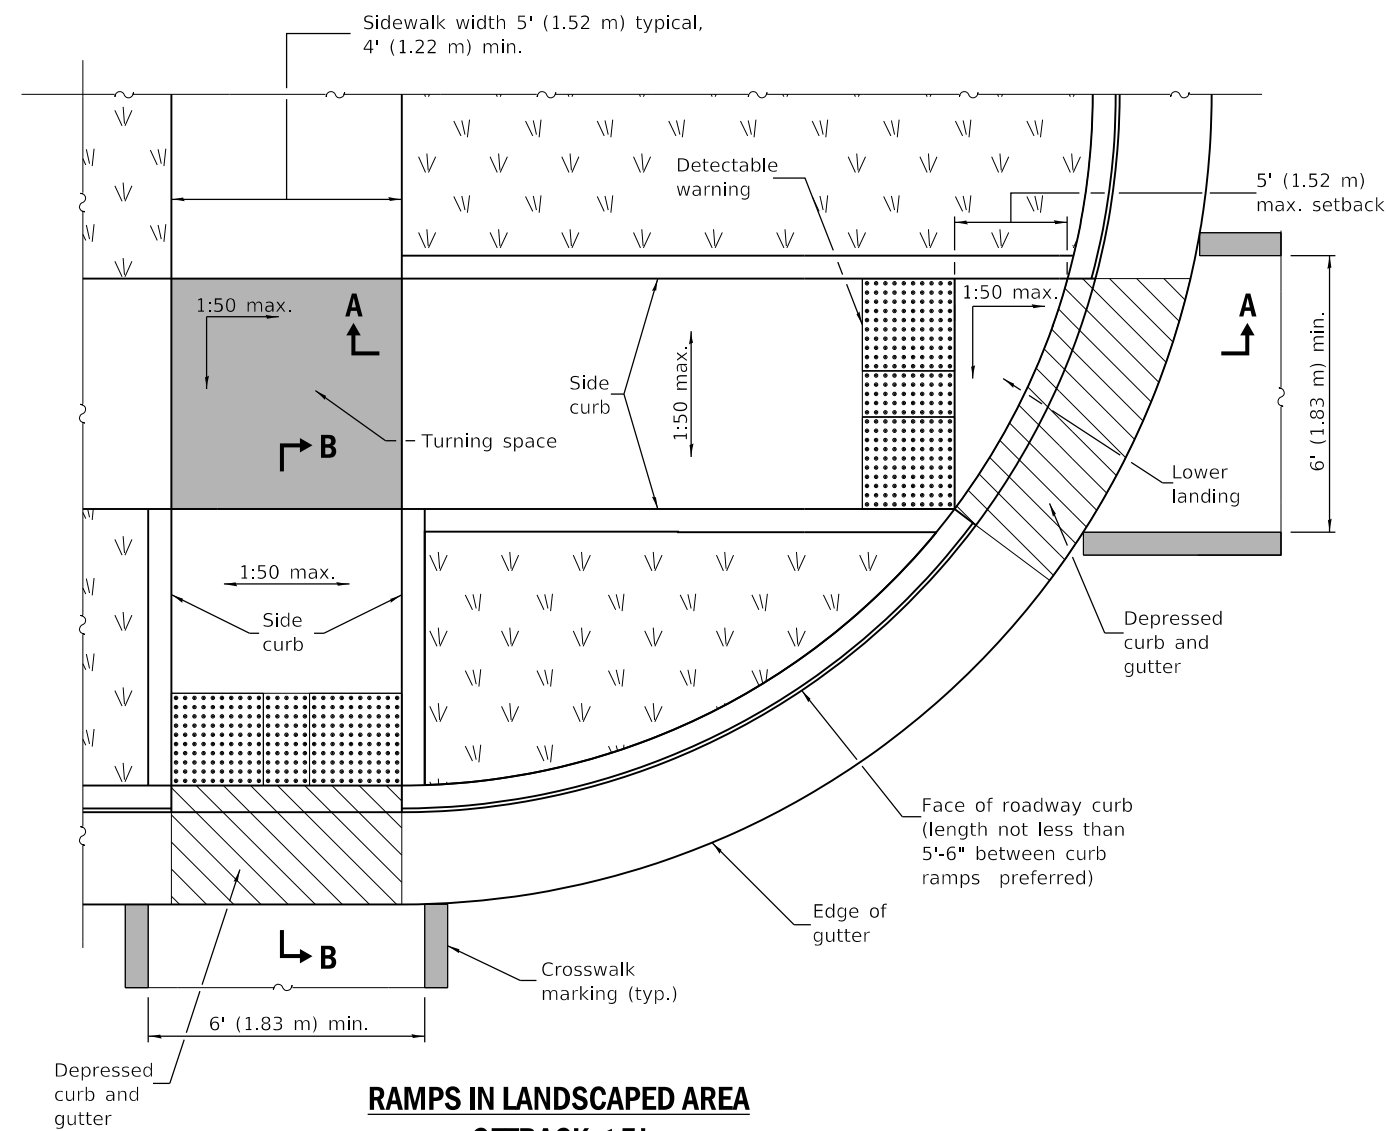 Sidewalk width 5' (1.52 m) typical,
4' (1.22 m) min.
Detectable
warning
5' (1.52 m)
max. setback
1:50 max.
A
1:50 max.
A
Side
curb
1:50 max.
6' (1.83 m) min.
B
Turning space
Lower
landing
1:50 max.
Side
curb
Depressed
curb and
gutter
Face of roadway curb
(length not less than
5'-6" between curb
ramps preferred)
Edge of
gutter
B
Crosswalk
marking (typ.)
6' (1.83 m) min.
Depressed
curb and
gutter
RAMPS IN LANDSCAPED AREA